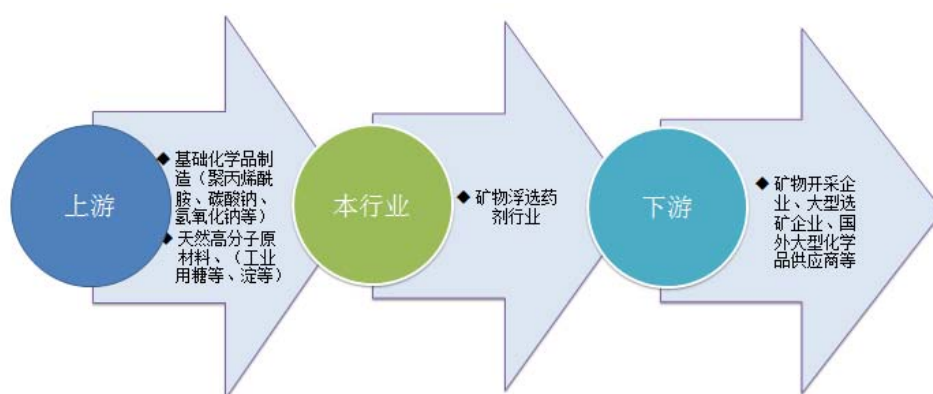 上游
◆ 基础化学品制
造（聚丙烯酰
胺、碳酸钠、
氢氧化钠等）
◆ 天然高分子原
材料、（工业
用糖等、淀等）
本行业
◆ 矿物浮选药
剂行业
下游
◆ 矿物开采企
业、大型选
矿企业、国
外大型化学
品供应商等